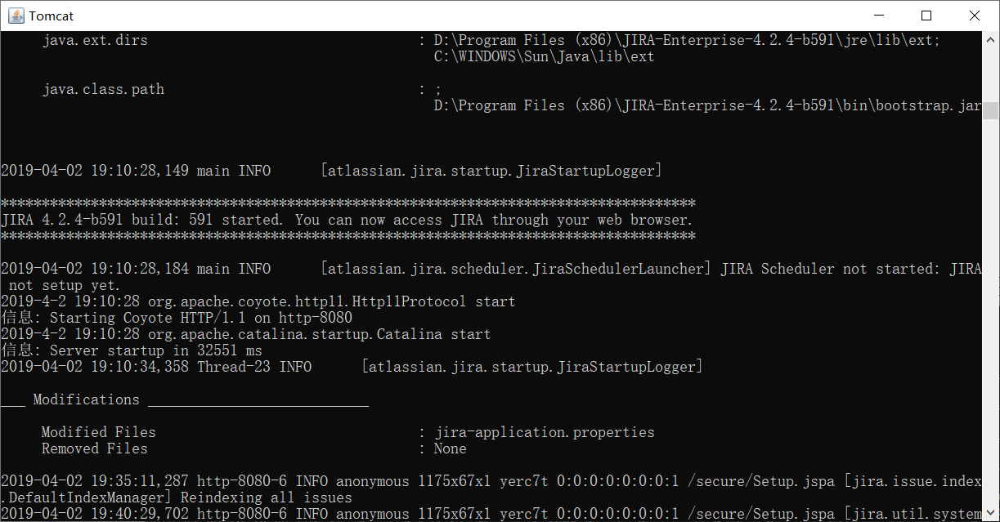 Tomcat
java.ext.dirs : D:\Program Files (x86)\JIRA-Enterprise-4.2.4-b591\jre\lib\ext;
C:\WINDOWS\Sun\Java\lib\ext
java.class.path : ;
D:\Program Files (x86)\JIRA-Enterprise-4.2.4-b591\bin\bootstrap.jar
2019-04-02 19:10:28,149 main INFO [atlassian.jira.startup.JiraStartupLogger]
*************************************************************************************
JIRA 4.2.4-b591 build: 591 started. You can now access JIRA through your web browser.
*************************************************************************************
2019-04-02 19:10:28,184 main INFO [atlassian.jira.scheduler.JiraSchedulerLauncher] JIRA Scheduler not started: JIRA
not setup yet.
2019-4-2 19:10:28 org.apache.coyote.http11.Http11Protocol start
信息: Starting Coyote HTTP/1.1 on http-8080
2019-4-2 19:10:28 org.apache.catalina.startup.Catalina start
信息: Server startup in 32551 ms
2019-04-02 19:10:34,358 Thread-23 INFO [atlassian.jira.startup.JiraStartupLogger]
___ Modifications ___________________________
Modified Files : jira-application.properties
Removed Files : None
2019-04-02 19:35:11,287 http-8080-6 INFO anonymous 1175x67x1 yerc7t 0:0:0:0:0:0:0:1 /secure/Setup.jspa [jira.issue.index
.DefaultIndexManager] Reindexing all issues
2019-04-02 19:40:29,702 http-8080-6 INFO anonymous 1175x67x1 yerc7t 0:0:0:0:0:0:0:1 /secure/Setup.jspa [jira.util.system